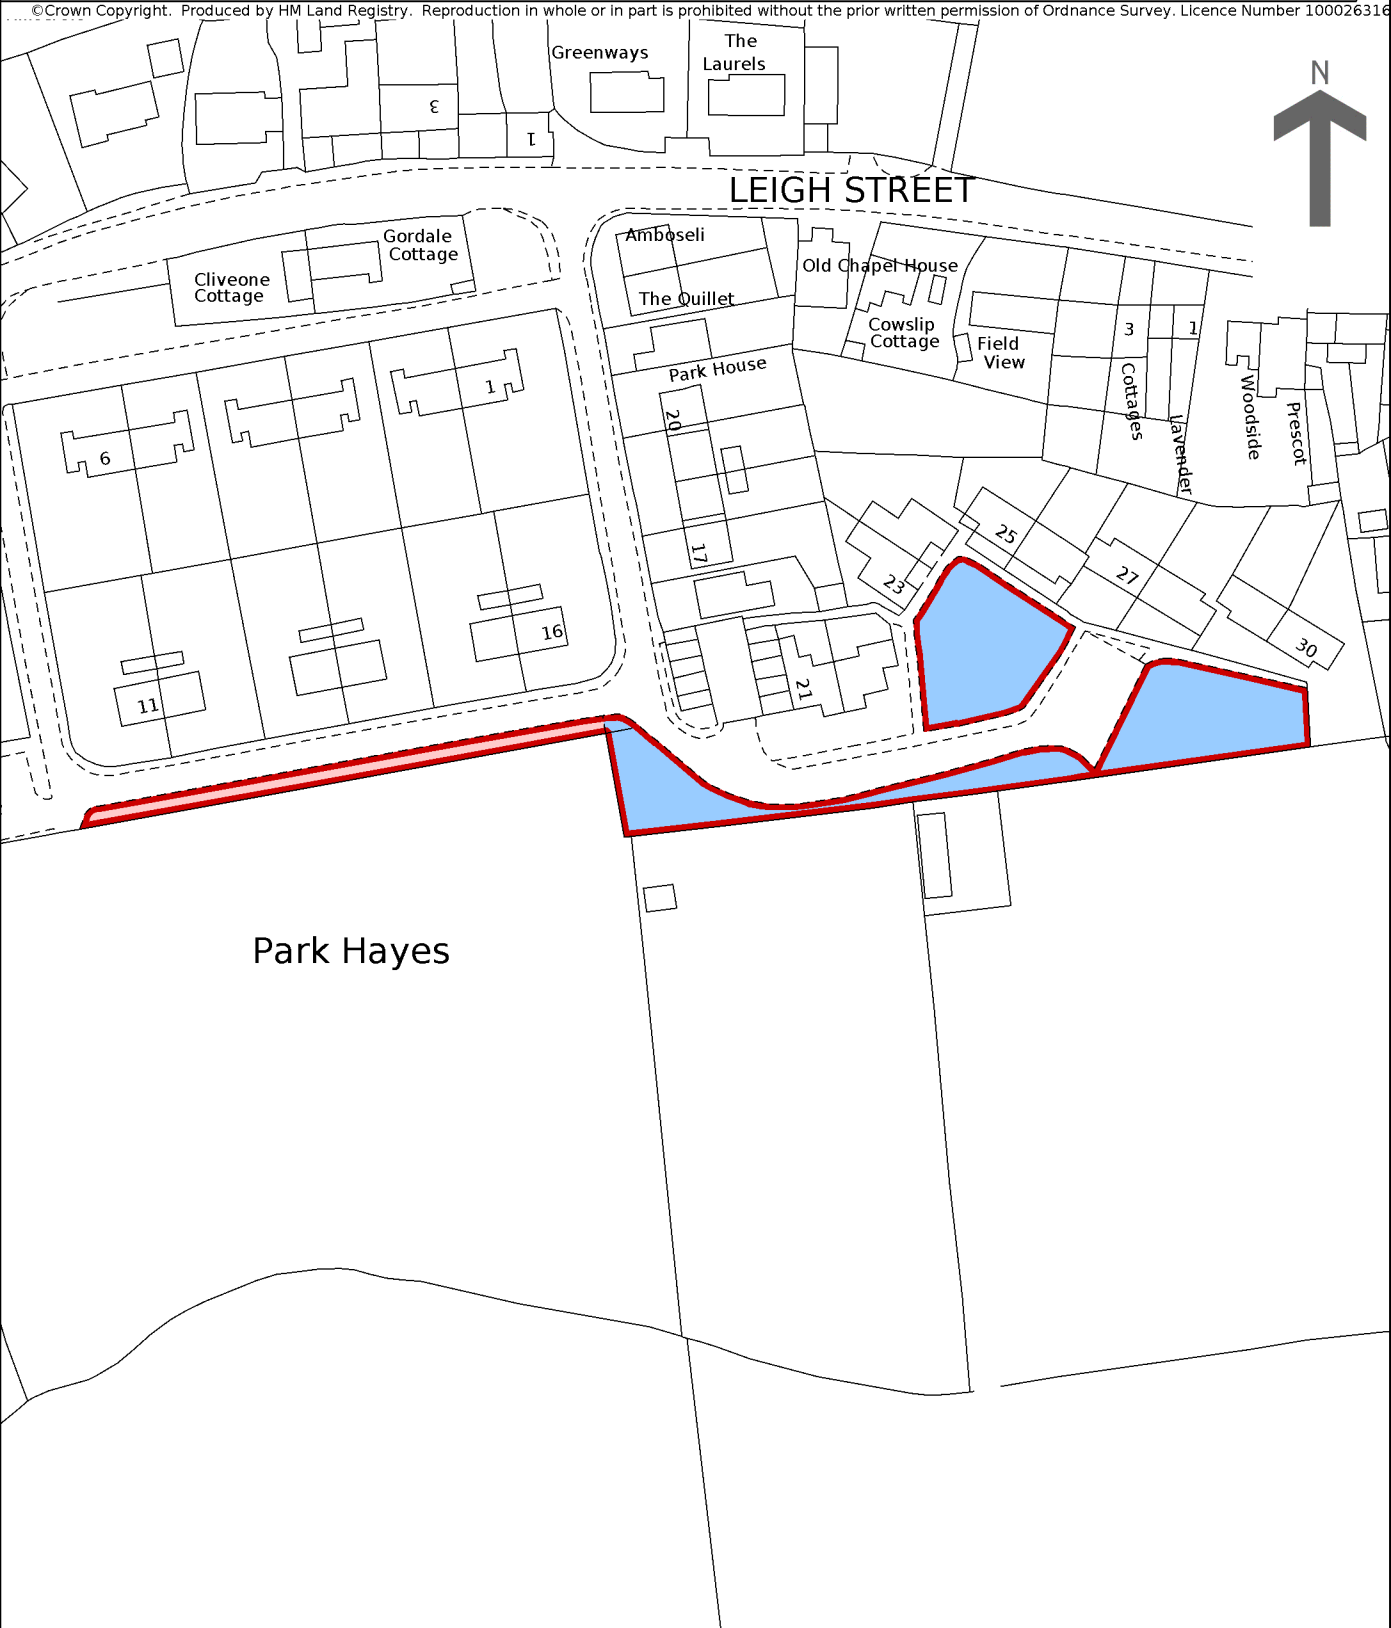 ©Crown Copyright. Produced by HM Land Registry. Reproduction in whole or in part is prohibited without the prior written permission of Ordnance Survey. Licence Number 100026316
N
The
Laurels
Greenways
3
1
LEIGH STREET
Gordale
Cottage
Cliveone
Cottage
Amboseli
The Quillet
Old Chapel House
Cowslip
Cottage
Field
View
3
1
Cottages
Lavender
Woodside
Prescot
Park House
20
17
1
6
25
27
23
30
16
11
21
Park Hayes